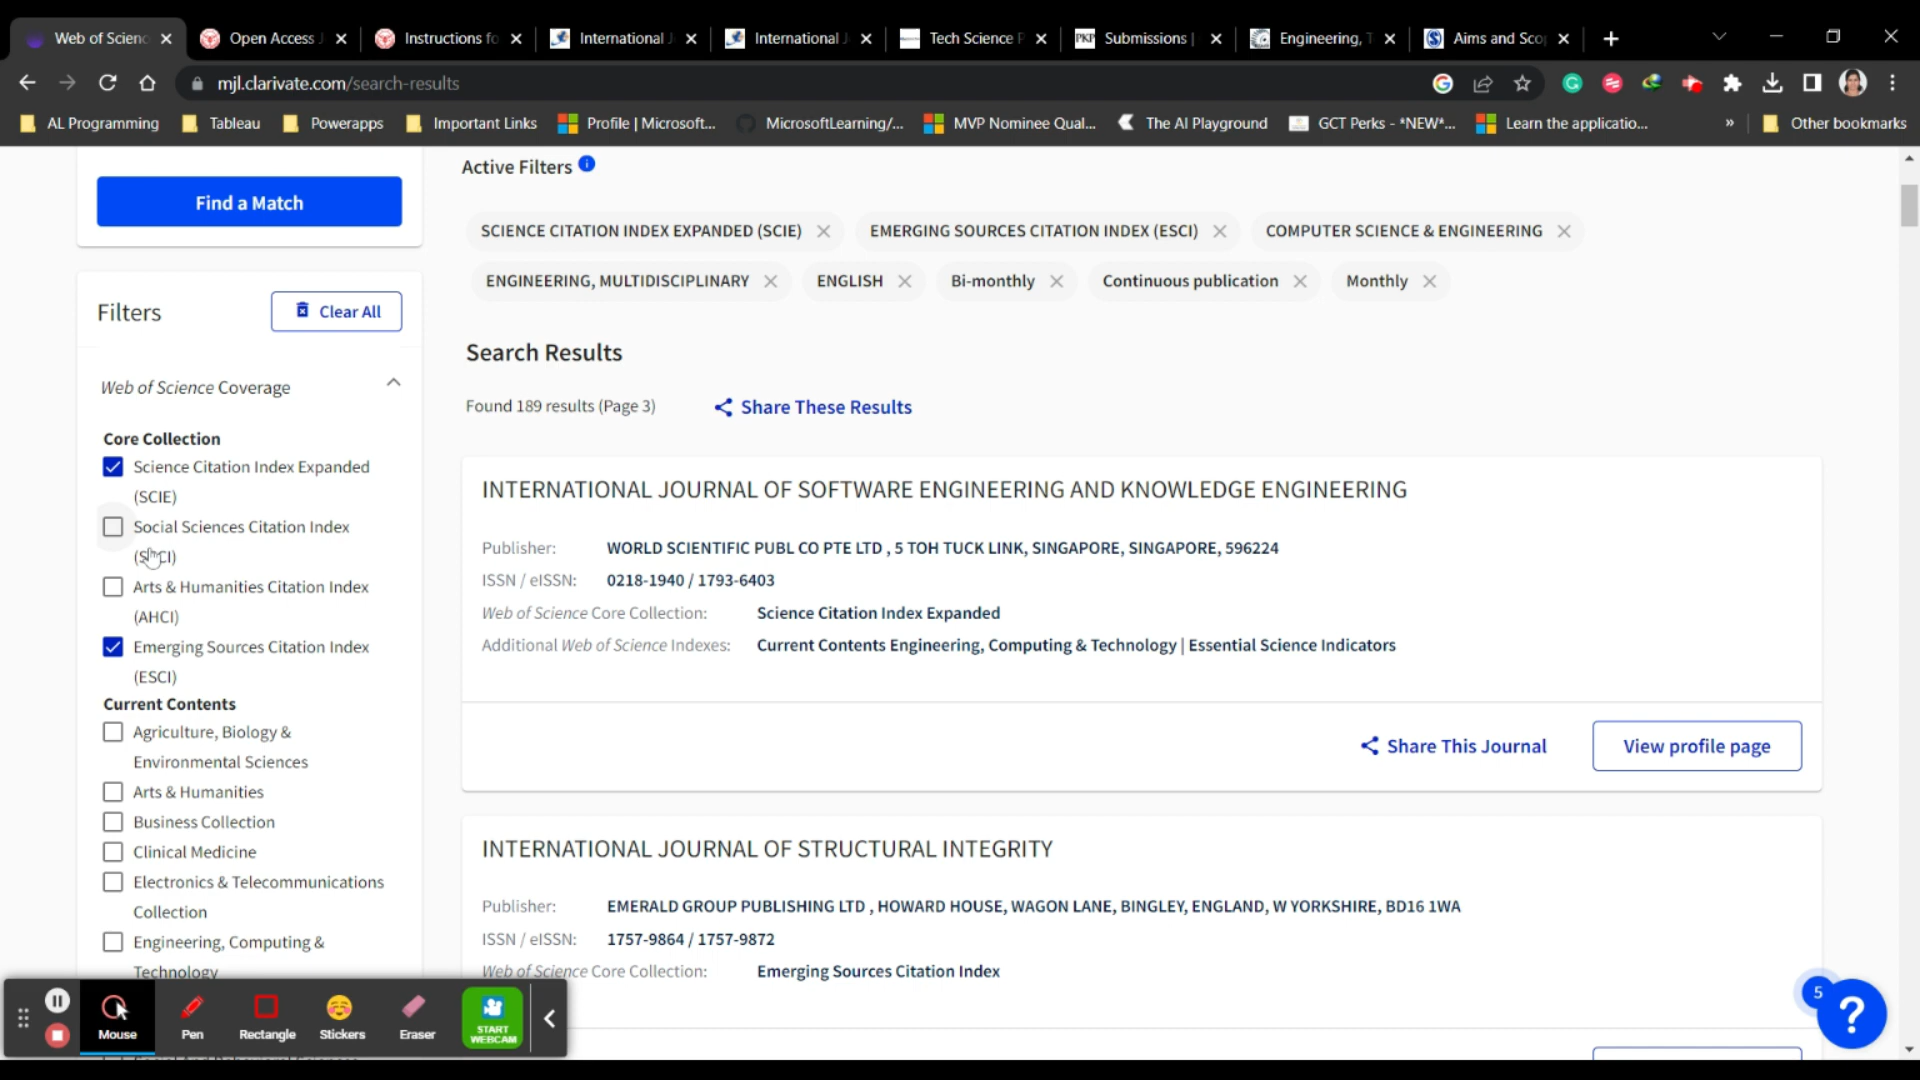 Web of Scienc
Open Access J
Instructions fo
International J
International J
Tech Science P
PKP Submissions |
Engineering, T
Aims and Scop
mjl.clarivate.com/search-results
AL Programming
Tableau
Powerapps
Important Links
Profile | Microsoft...
MicrosoftLearning/...
MVP Nominee Qual...
The AI Playground
GCT Perks - *NEW*...
Learn the applicatio...
»
Other bookmarks
Find a Match
Active Filters
SCIENCE CITATION INDEX EXPANDED (SCIE)
EMERGING SOURCES CITATION INDEX (ESCI)
COMPUTER SCIENCE & ENGINEERING
ENGINEERING, MULTIDISCIPLINARY
ENGLISH
Bi-monthly
Continuous publication
Monthly
Filters
Clear All
Web of Science Coverage
Core Collection
Science Citation Index Expanded
(SCIE)
Social Sciences Citation Index
Arts & Humanities Citation Index
(AHCI)
Emerging Sources Citation Index
(ESCI)
Current Contents
Agriculture, Biology &
Environmental Sciences
Arts & Humanities
Business Collection
Clinical Medicine
Electronics & Telecommunications
Collection
Engineering, Computing &
Technology
Search Results
Found 189 results (Page 3)
Share These Results
INTERNATIONAL JOURNAL OF SOFTWARE ENGINEERING AND KNOWLEDGE ENGINEERING
Publisher: WORLD SCIENTIFIC PUBL CO PTE LTD , 5 TOH TUCK LINK, SINGAPORE, SINGAPORE, 596224
ISSN / eISSN: 0218-1940 / 1793-6403
Web of Science Core Collection: Science Citation Index Expanded
Additional Web of Science Indexes: Current Contents Engineering, Computing & Technology | Essential Science Indicators
Share This Journal
View profile page
INTERNATIONAL JOURNAL OF STRUCTURAL INTEGRITY
Publisher: EMERALD GROUP PUBLISHING LTD , HOWARD HOUSE, WAGON LANE, BINGLEY, ENGLAND, W YORKSHIRE, BD16 1WA
ISSN / eISSN: 1757-9864 / 1757-9872
Web of Science Core Collection: Emerging Sources Citation Index
5
?
Mouse
Pen
Rectangle
Stickers
Eraser
START
WEBCAM